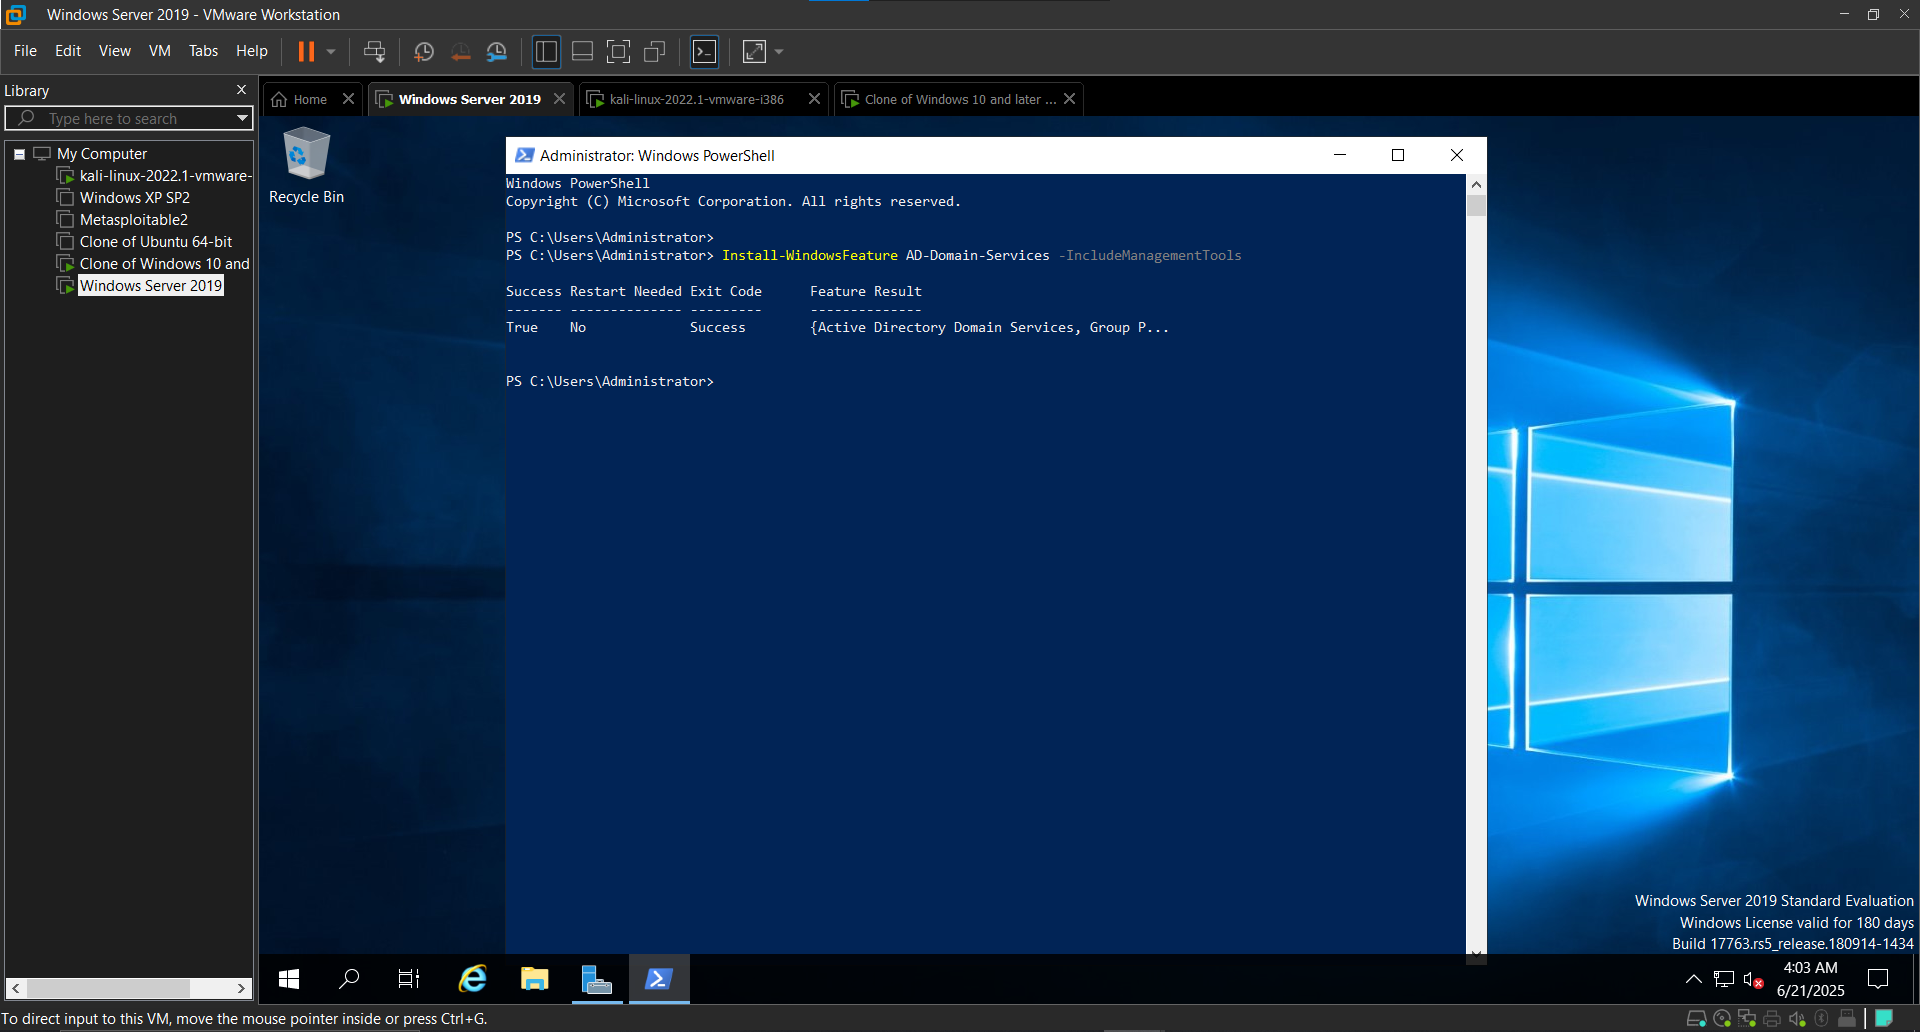 Windows Server 2019 - VMware Workstation
File Edit View VM Tabs Help
Library
Type here to search
My Computer
kali-linux-2022.1-vmware-
Windows XP SP2
Metasploitable2
Clone of Ubuntu 64-bit
Clone of Windows 10 and
Windows Server 2019
Home
Windows Server 2019
kali-linux-2022.1-vmware-i386
Clone of Windows 10 and later ...
Recycle Bin
Administrator: Windows PowerShell
Windows PowerShell
Copyright (C) Microsoft Corporation. All rights reserved.
PS C:\Users\Administrator>
PS C:\Users\Administrator> Install-WindowsFeature AD-Domain-Services -IncludeManagementTools
Success Restart Needed Exit Code      Feature Result
------- -------------- ---------      --------------
True    No             Success        {Active Directory Domain Services, Group P...
PS C:\Users\Administrator>
Windows Server 2019 Standard Evaluation
Windows License valid for 180 days
Build 17763.rs5_release.180914-1434
4:03 AM
6/21/2025
To direct input to this VM, move the mouse pointer inside or press Ctrl+G.